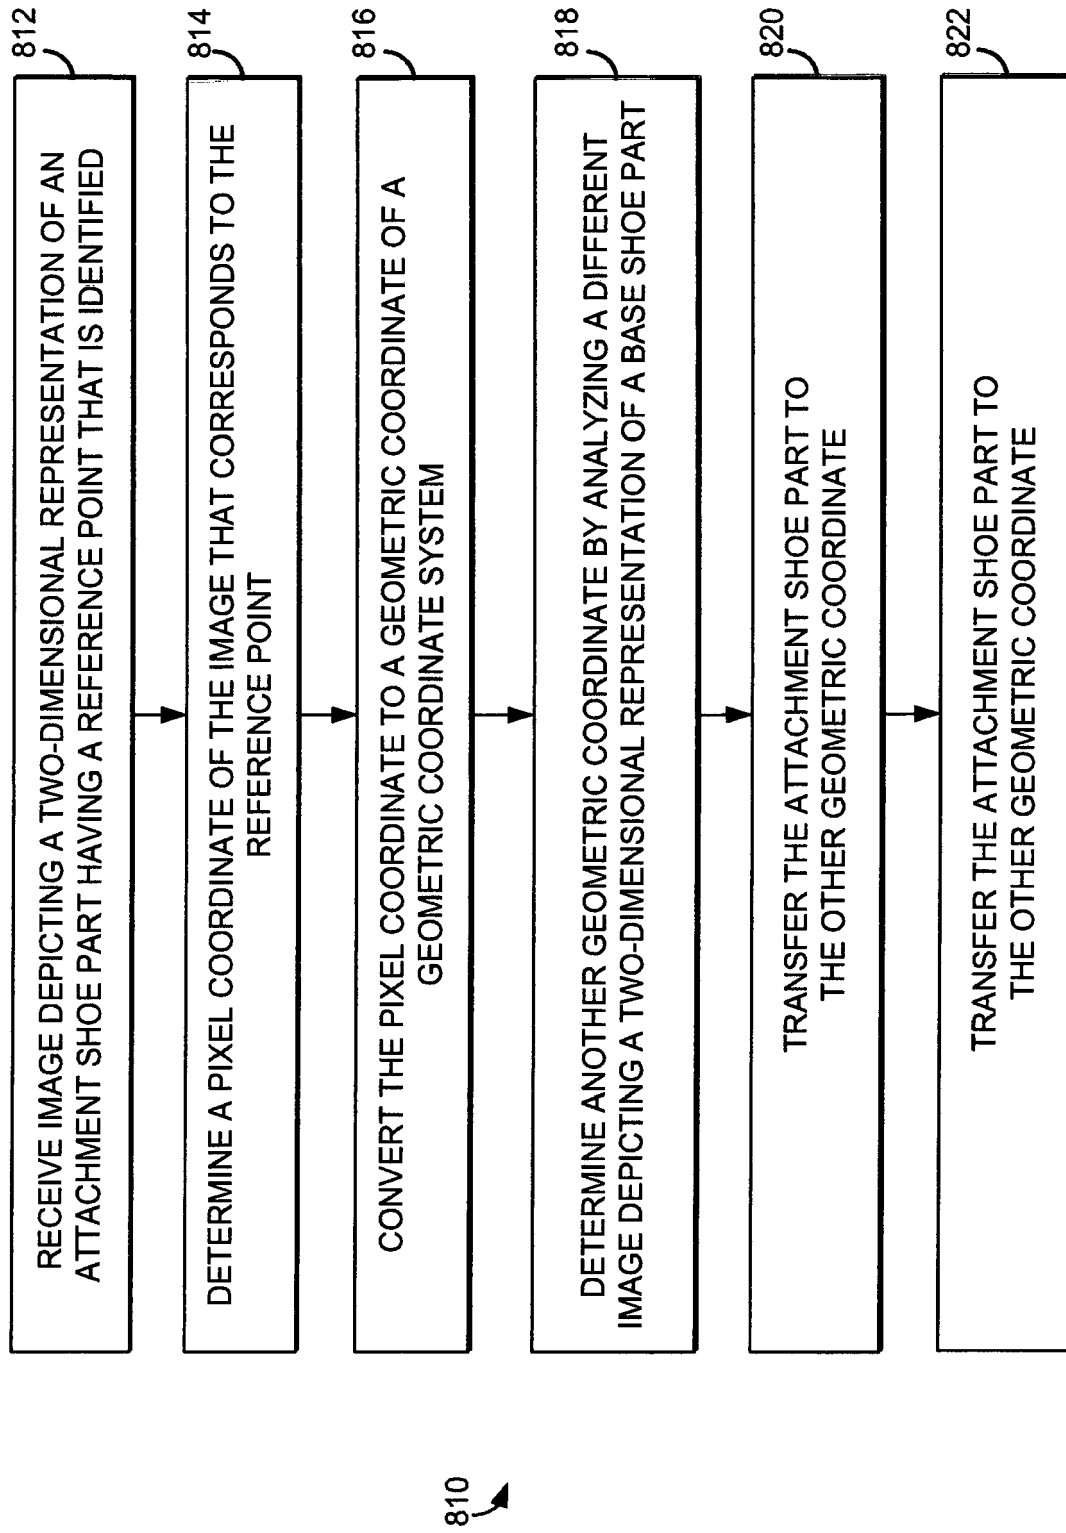 810
812
RECEIVE IMAGE DEPICTING A TWO-DIMENSIONAL REPRESENTATION OF AN
ATTACHMENT SHOE PART HAVING A REFERENCE POINT THAT IS IDENTIFIED
814
DETERMINE A PIXEL COORDINATE OF THE IMAGE THAT CORRESPONDS TO THE
REFERENCE POINT
816
CONVERT THE PIXEL COORDINATE TO A GEOMETRIC COORDINATE OF A
GEOMETRIC COORDINATE SYSTEM
818
DETERMINE ANOTHER GEOMETRIC COORDINATE BY ANALYZING A DIFFERENT
IMAGE DEPICTING A TWO-DIMENSIONAL REPRESENTATION OF A BASE SHOE PART
820
TRANSFER THE ATTACHMENT SHOE PART TO
THE OTHER GEOMETRIC COORDINATE
822
TRANSFER THE ATTACHMENT SHOE PART TO
THE OTHER GEOMETRIC COORDINATE